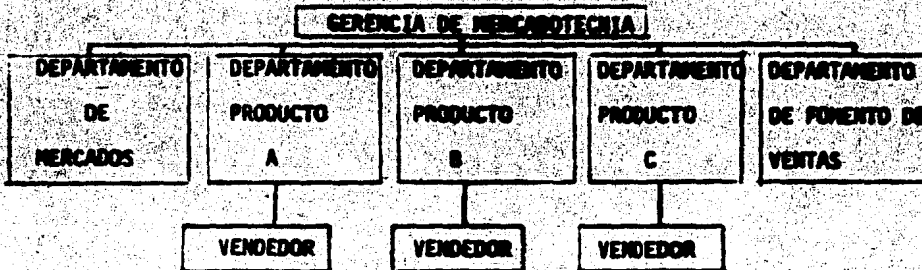 GERENCIA DE MERCADOTECNIA
DEPARTAMENTO
DE
MERCADOS
DEPARTAMENTO
PRODUCTO
A
DEPARTAMENTO
PRODUCTO
B
DEPARTAMENTO
PRODUCTO
C
DEPARTAMENTO
DE FOMENTO DE
VENTAS
VENDEDOR
VENDEDOR
VENDEDOR